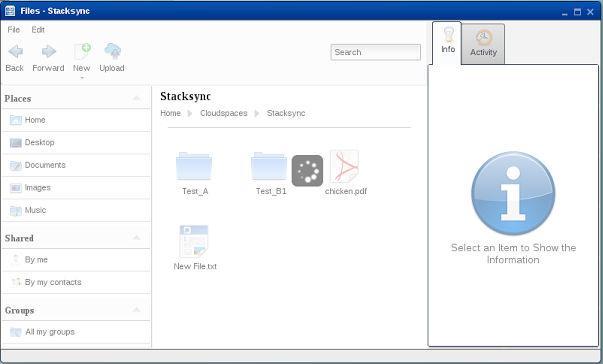 Files - Stacksync
File Edit
Back Forward New Upload
Search
Info
Activity
Places
Home
Desktop
Documents
Images
Music
Shared
By me
By my contacts
Groups
All my groups
Stacksync
Home Cloudspaces Stacksync
Test_A Test_B1 chicken.pdf
New File.txt
Select an Item to Show the
Information